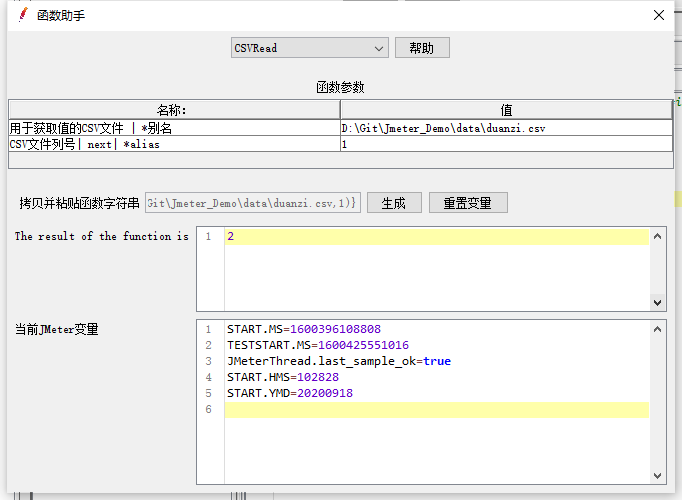 函数助手
CSVRead 帮助
函数参数
名称: 值
用于获取值的CSV文件 | *别名 D:\Git\Jmeter_Demo\data\duanzi.csv
CSV文件列号| next| *alias 1
拷贝并粘贴函数字符串 Git\Jmeter_Demo\data\duanzi.csv,1)} 生成 重置变量
The result of the function is 1 2
当前JMeter变量
1 START.MS=1600396108808
2 TESTSTART.MS=1600425551016
3 JMeterThread.last_sample_ok=true
4 START.HMS=102828
5 START.YMD=20200918
6